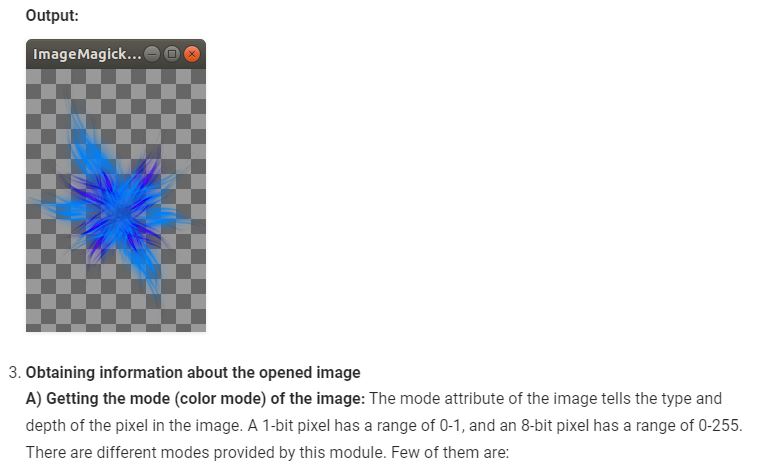 Output:
ImageMagick...
3. Obtaining information about the opened image
A) Getting the mode (color mode) of the image: The mode attribute of the image tells the type and
depth of the pixel in the image. A 1-bit pixel has a range of 0-1, and an 8-bit pixel has a range of 0-255.
There are different modes provided by this module. Few of them are: